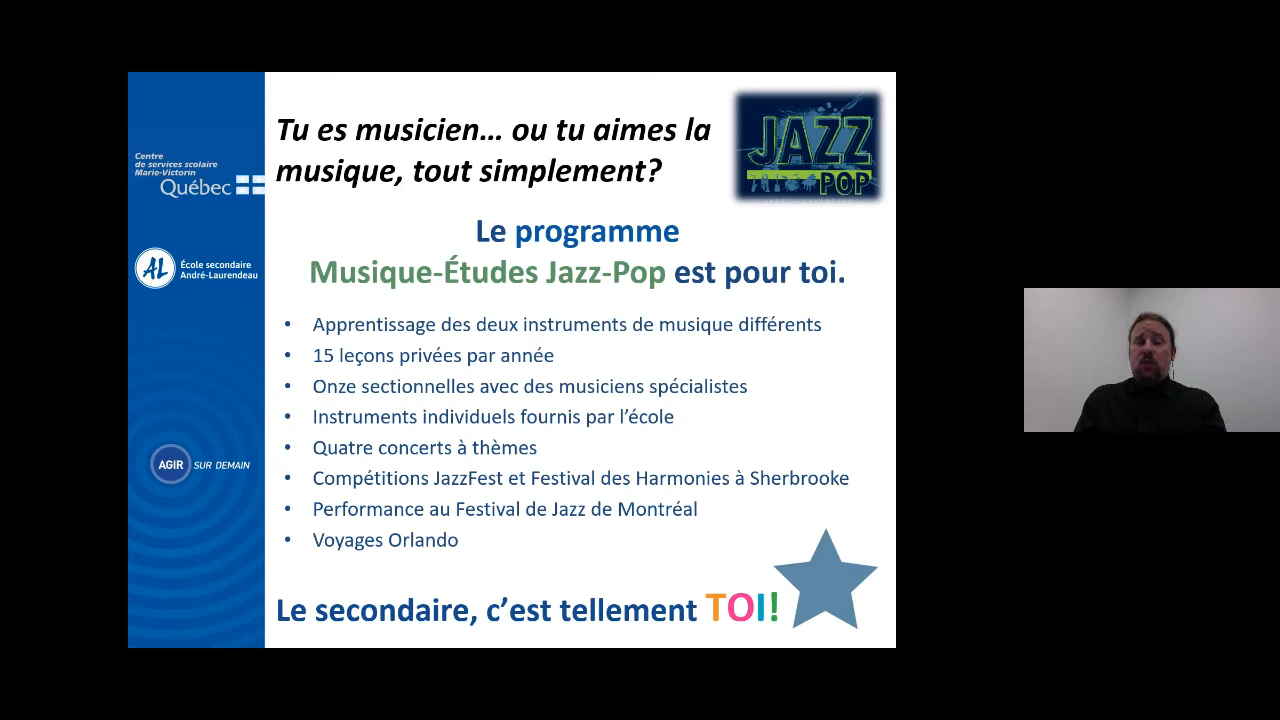 Tu es musicien… ou tu aimes la
musique, tout simplement?
JAZZ
POP
Centre
de services scolaire
Marie-Victorin
Québec
Le programme
Musique-Études Jazz-Pop est pour toi.
AL
École secondaire
André-Laurendeau
• Apprentissage des deux instruments de musique différents
• 15 leçons privées par année
• Onze sectionnelles avec des musiciens spécialistes
• Instruments individuels fournis par l’école
• Quatre concerts à thèmes
• Compétitions JazzFest et Festival des Harmonies à Sherbrooke
• Performance au Festival de Jazz de Montréal
• Voyages Orlando
AGIR SUR DEMAIN
Le secondaire, c’est tellement TOI!